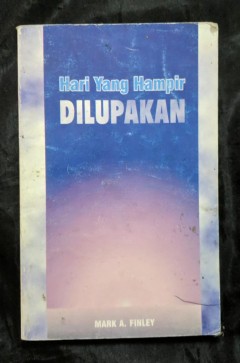 Hari Yang Hampir
DILUPAKAN
MARK A. FINLEY